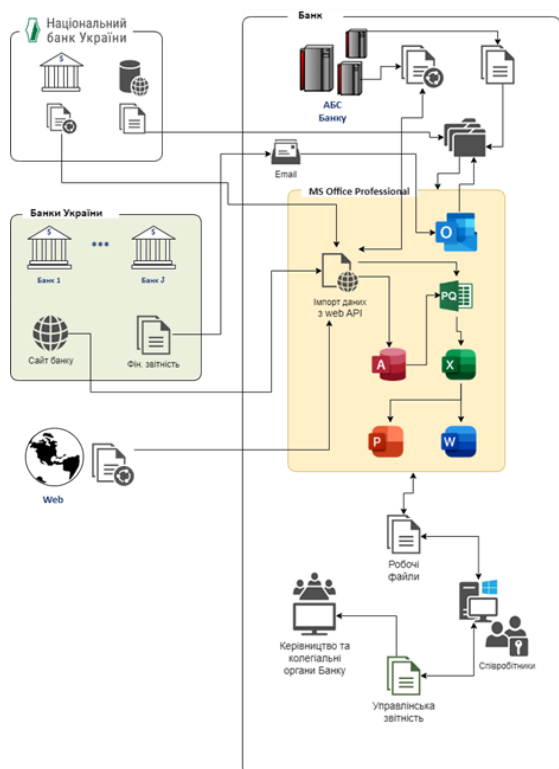 Національний
банк України
Банк
$
АБС
Банку
Email
MS Office Professional
Банки України
$
$
Банк 1
***
Банк J
O
Імпорт даних
з web API
PQ
Сайт банку
Фін. звітність
A
X
P
W
Web
Робочі
файли
Керівництво та
колегіальні
органи Банку
Співробітники
Управлінська
звітність